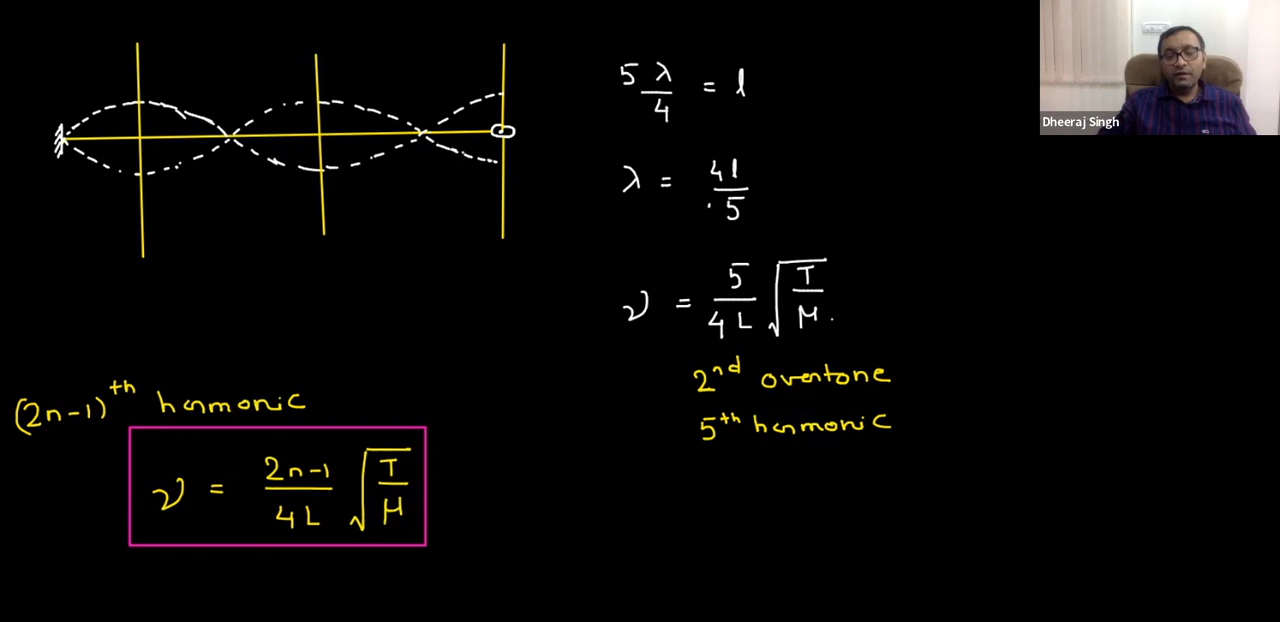 5 λ/4 = l
λ = 4l/5
ν = 5/4L √T/μ.
2nd overtone
5th harmonic
(2n-1)th harmonic
ν = 2n-1/4L √T/μ
Dheeraj Singh